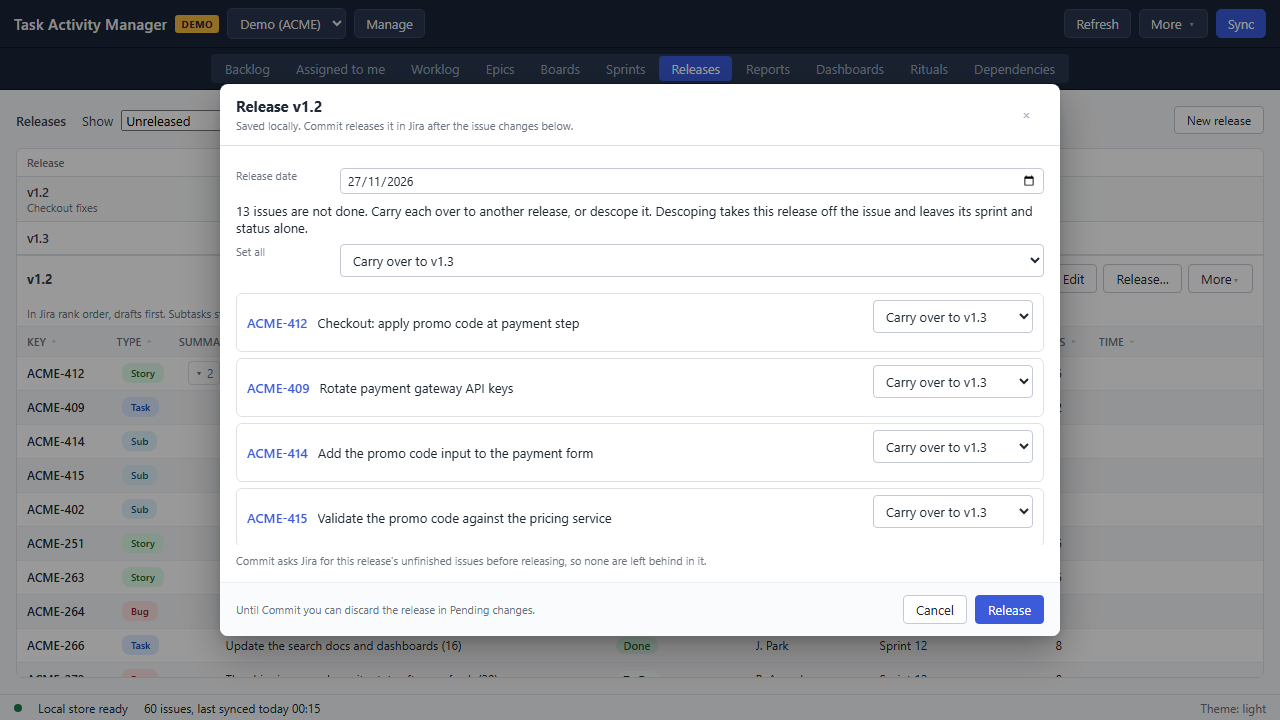 Task Activity Manager DEMO Demo (ACME) Manage Refresh More Sync
Backlog Assigned to me Worklog Epics Boards Sprints Releases Reports Dashboards Rituals Dependencies
Releases Show Unreleased New release
Release
v1.2
Checkout fixes
v1.3
v1.2 Edit Release... More
In Jira rank order, drafts first. Subtasks
KEY TYPE TIME
ACME-412 Story 2
ACME-409 Task
ACME-414 Sub
ACME-415 Sub
ACME-402 Sub
ACME-251 Story
ACME-263 Story
ACME-264 Bug
ACME-266 Task Update the search docs and dashboards (16) Done J. Park Sprint 12 8
Release v1.2
Saved locally. Commit releases it in Jira after the issue changes below.
×
Release date 27/11/2026
13 issues are not done. Carry each over to another release, or descope it. Descoping takes this release off the issue and leaves its sprint and
status alone.
Set all Carry over to v1.3
ACME-412 Checkout: apply promo code at payment step Carry over to v1.3
ACME-409 Rotate payment gateway API keys Carry over to v1.3
ACME-414 Add the promo code input to the payment form Carry over to v1.3
ACME-415 Validate the promo code against the pricing service Carry over to v1.3
Commit asks Jira for this release's unfinished issues before releasing, so none are left behind in it.
Until Commit you can discard the release in Pending changes. Cancel Release
Local store ready 60 issues, last synced today 00:15 Theme: light